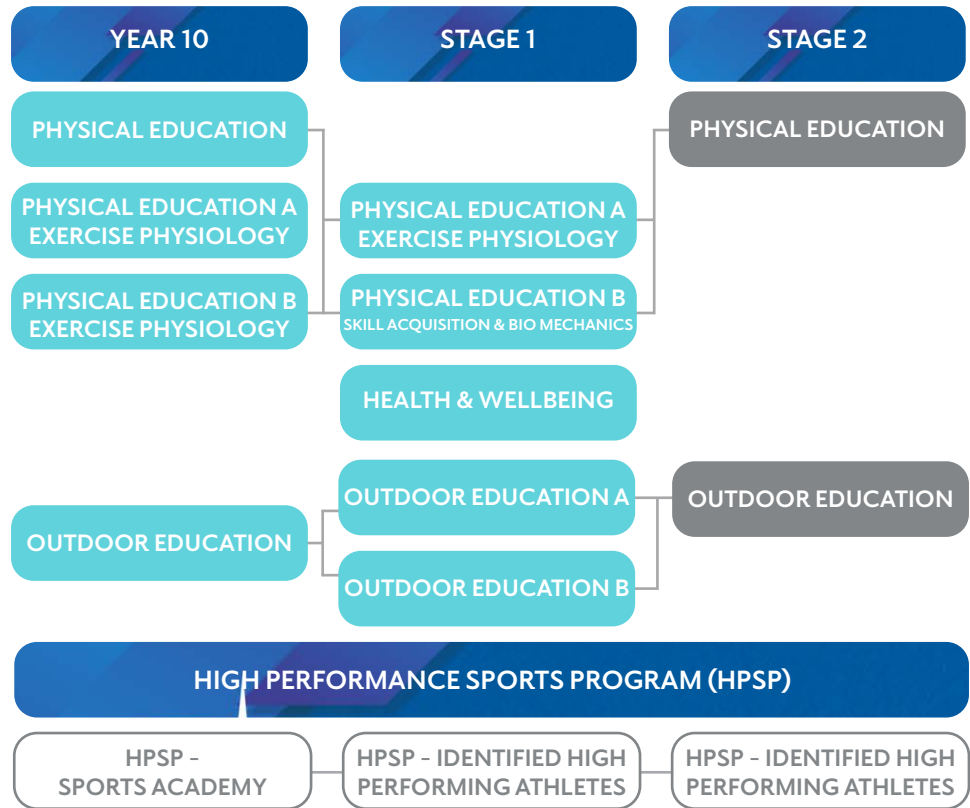 YEAR 10
STAGE 1
STAGE 2
PHYSICAL EDUCATION
PHYSICAL EDUCATION
PHYSICAL EDUCATION A
EXERCISE PHYSIOLOGY
PHYSICAL EDUCATION A
EXERCISE PHYSIOLOGY
PHYSICAL EDUCATION B
EXERCISE PHYSIOLOGY
PHYSICAL EDUCATION B
SKILL ACQUISITION & BIO MECHANICS
HEALTH & WELLBEING
OUTDOOR EDUCATION
OUTDOOR EDUCATION A
OUTDOOR EDUCATION B
OUTDOOR EDUCATION
HIGH PERFORMANCE SPORTS PROGRAM (HPSP)
HPSP -
SPORTS ACADEMY
HPSP - IDENTIFIED HIGH
PERFORMING ATHLETES
HPSP - IDENTIFIED HIGH
PERFORMING ATHLETES